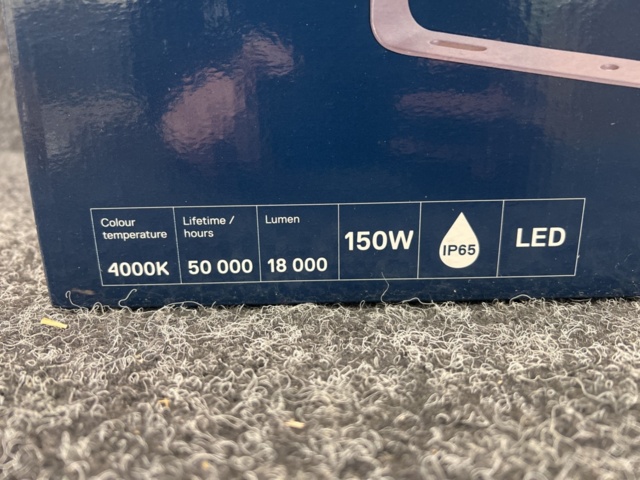 Colour
temperature
4000K
Lifetime /
hours
50 000
Lumen
18 000
150W
IP65
LED